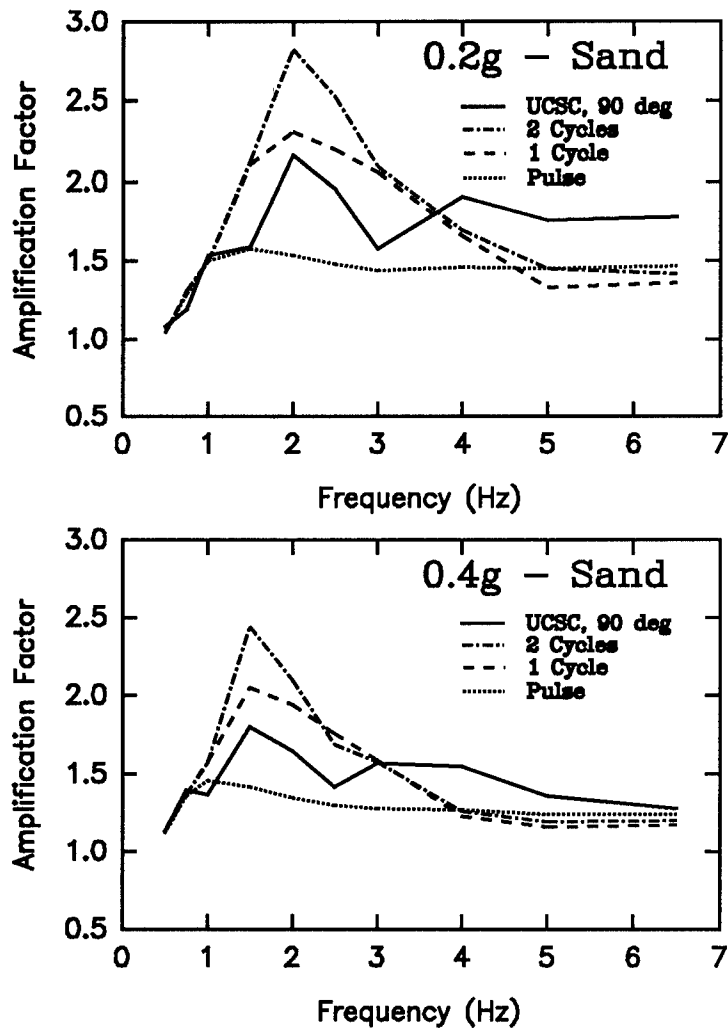 0.2g – Sand
UCSC, 90 deg
2 Cycles
1 Cycle
Pulse
Amplification Factor
3.0
2.5
2.0
1.5
1.0
0.5
0 1 2 3 4 5 6 7
Frequency (Hz)
0.4g – Sand
UCSC, 90 deg
2 Cycles
1 Cycle
Pulse
Amplification Factor
3.0
2.5
2.0
1.5
1.0
0.5
0 1 2 3 4 5 6 7
Frequency (Hz)